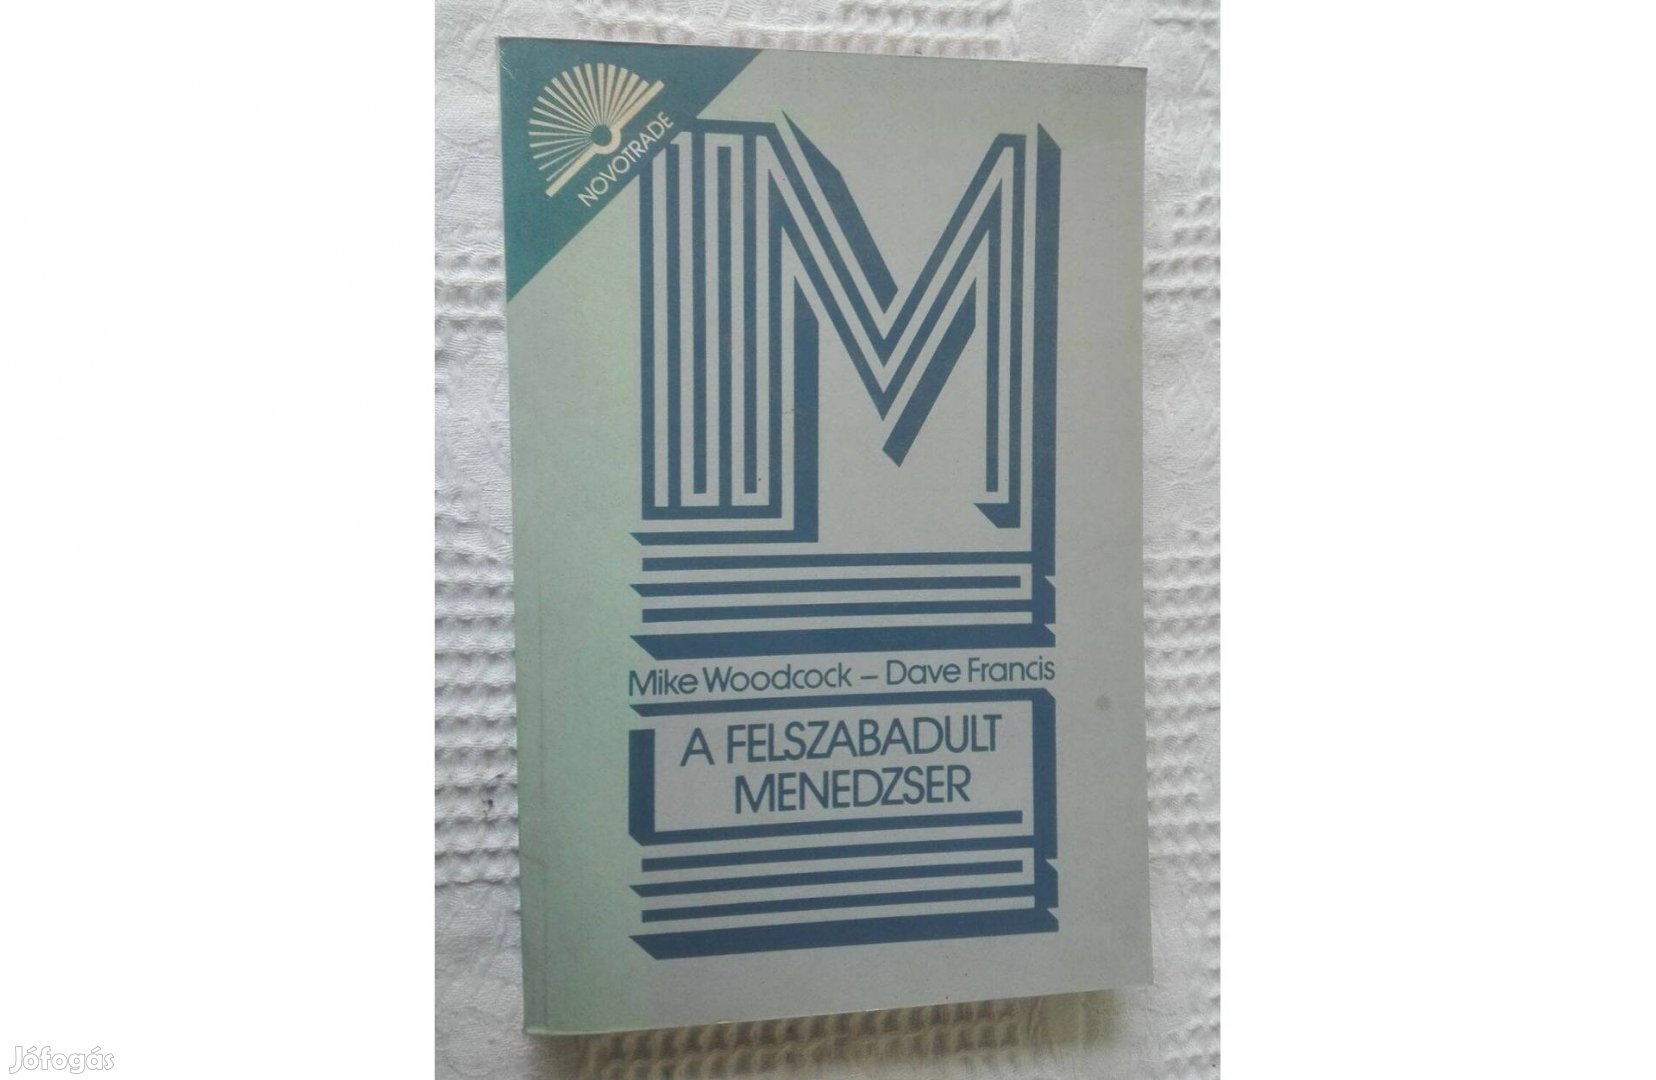 NOVOTRADE
M
Mike Woodcock – Dave Francis
A FELSZABADULT
MENEDZSER
Jófogás